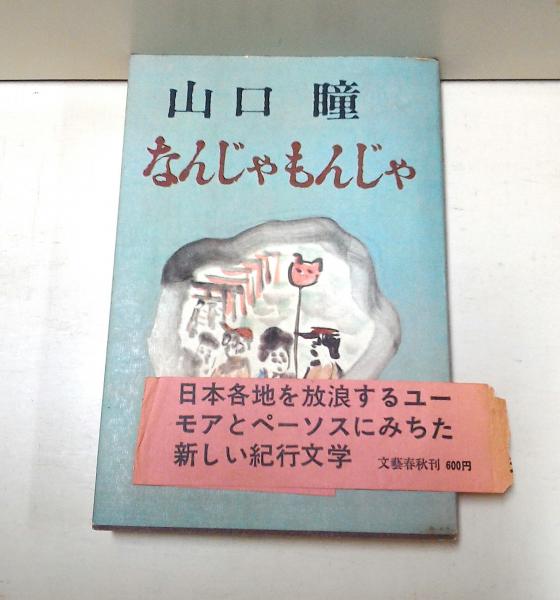 山口 瞳
なんじゃもんじゃ
日本各地を放浪するユー
モアとペーソスにみちた
新しい紀行文学
文藝春秋刊 600円